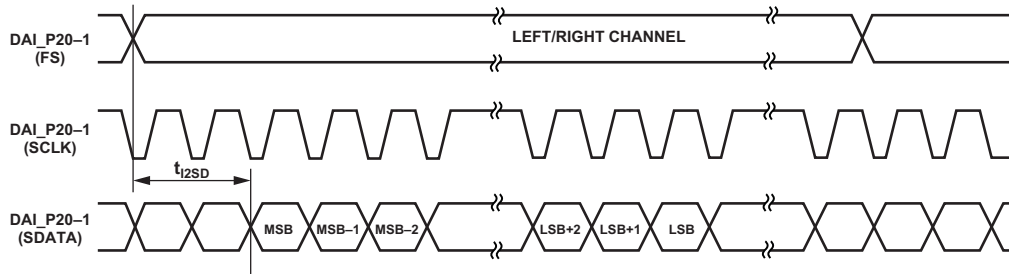 DAI_P20–1
(FS)
LEFT/RIGHT CHANNEL
DAI_P20–1
(SCLK)
tI2SD
DAI_P20–1
(SDATA)
MSB
MSB–1
MSB–2
LSB+2
LSB+1
LSB